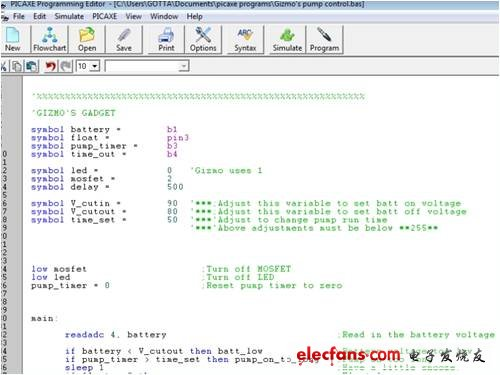 PICAXE Programming Editor - [C:\Users\GOTTA\Documents\picaxe programs\Gizmo's pump control.bas]
File Edit Simulate PICAXE View Window Help
New Flowchart Open Save Print Options Syntax Simulate Program
10
'%%%%%%%%%%%%%%%%%%%%%%%%%%%%%%%%%%%%%%%%%%%%%%%%%%%%%%%%%%
'GIZMO'S GADGET
symbol battery = b1
symbol float = pin3
symbol pump_timer = b3
symbol time_out = b4
symbol led = 0 'Gizmo uses 1
symbol mosfet = 2
symbol delay = 500
symbol V_cutin = 90 '***;Adjust this variable to set batt on voltage
symbol V_cutout = 80 '***;Adjust this variable to set batt off voltage
symbol time_set = 50 '***'Adjust to change pump run time
'***'Above adjustments must be below **255**
low mosfet ;Turn off MOSFET
low led ;Turn off LED
pump_timer = 0 ;Reset pump timer to zero
main:
readadc 4, battery ;Read in the battery voltage
if battery < V_cutout then batt_low
if pump_timer > time_set then pump_on_to
sleep 1
elecfans.com 电子发烧友